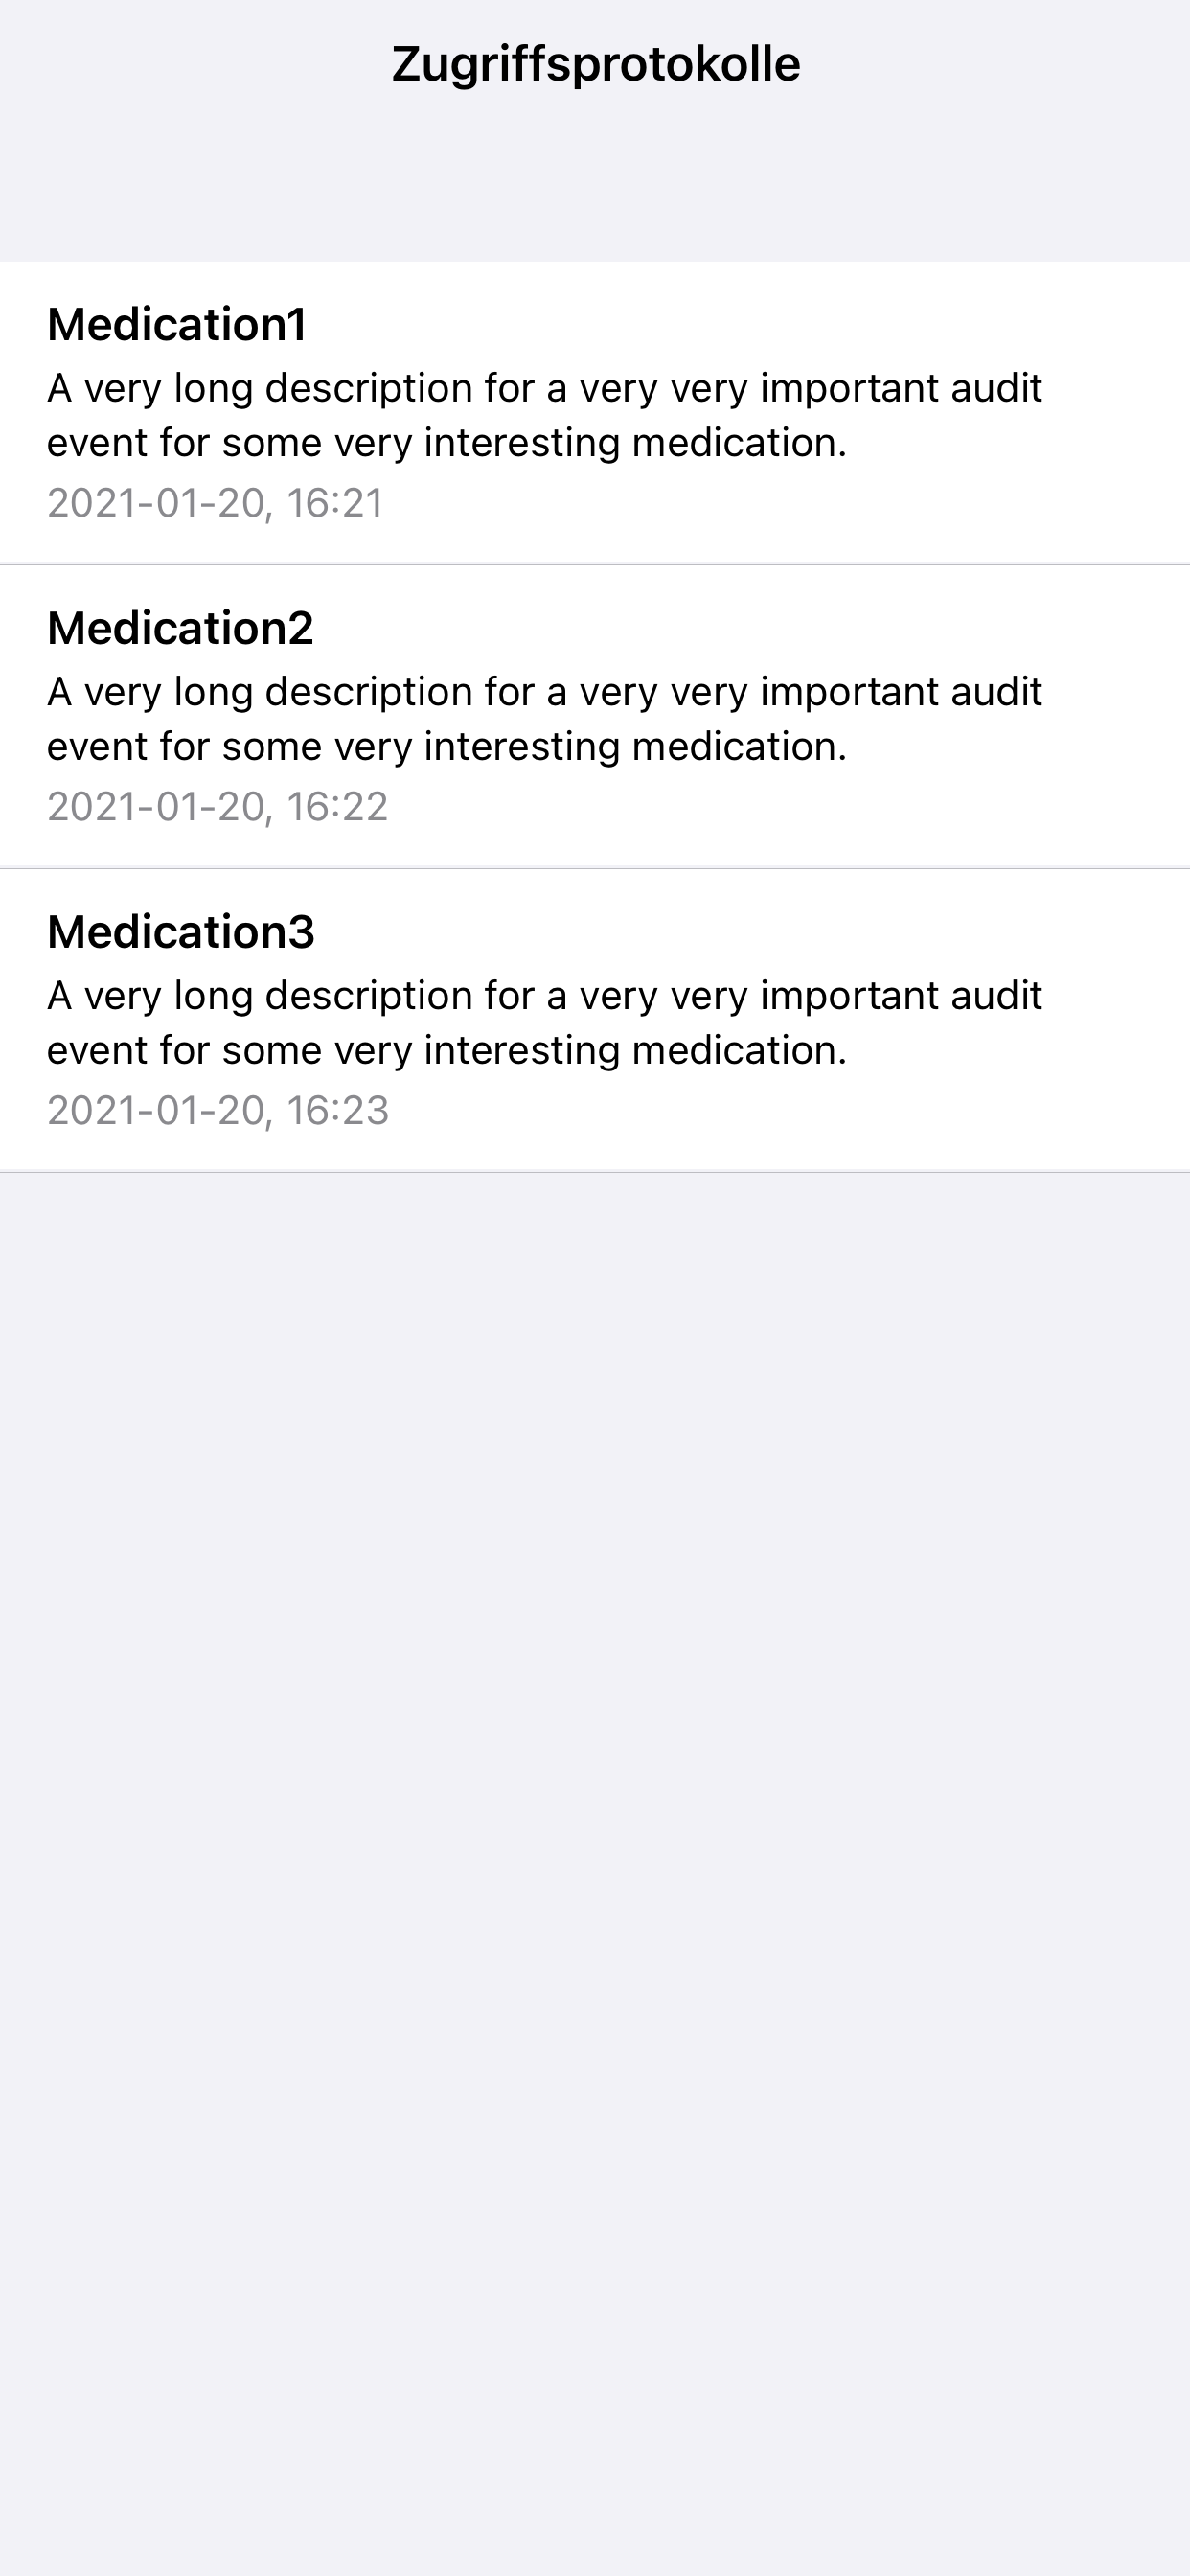 Zugriffsprotokolle
Medication1
A very long description for a very very important audit
event for some very interesting medication.
2021-01-20, 16:21
Medication2
A very long description for a very very important audit
event for some very interesting medication.
2021-01-20, 16:22
Medication3
A very long description for a very very important audit
event for some very interesting medication.
2021-01-20, 16:23